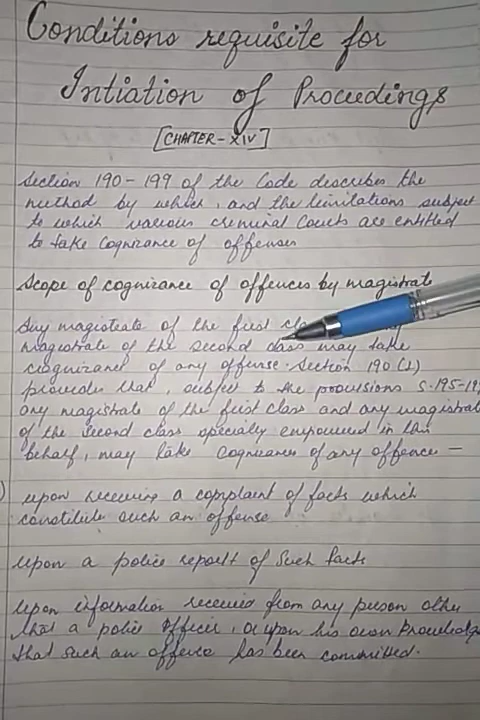 Conditions requisite for
Intiation of Proceedings
[CHAPTER-XIV]
Section 190-199 of the Code describes the
method by which, and the limitations subject
to which various criminal Courts are entitled
to take Cognizance of offenses
Scope of cognizance of offences by magistrate
Any magistrate of the first
magistrate of the second class may take
cognizance of any offense. Section 190 (1)
provides that, subject to the provisions S. 195-19
any magistrate of the first class and any magistrat
of the second class specially empowered in this
behalf, may take Cognizance of any offence –
upon receiving a complaint of facts which
constitute such an offense
upon a police report of Such facts
upon information received from any person other
that a police officer, or upon his own knowledge
that such an offence has been committed.